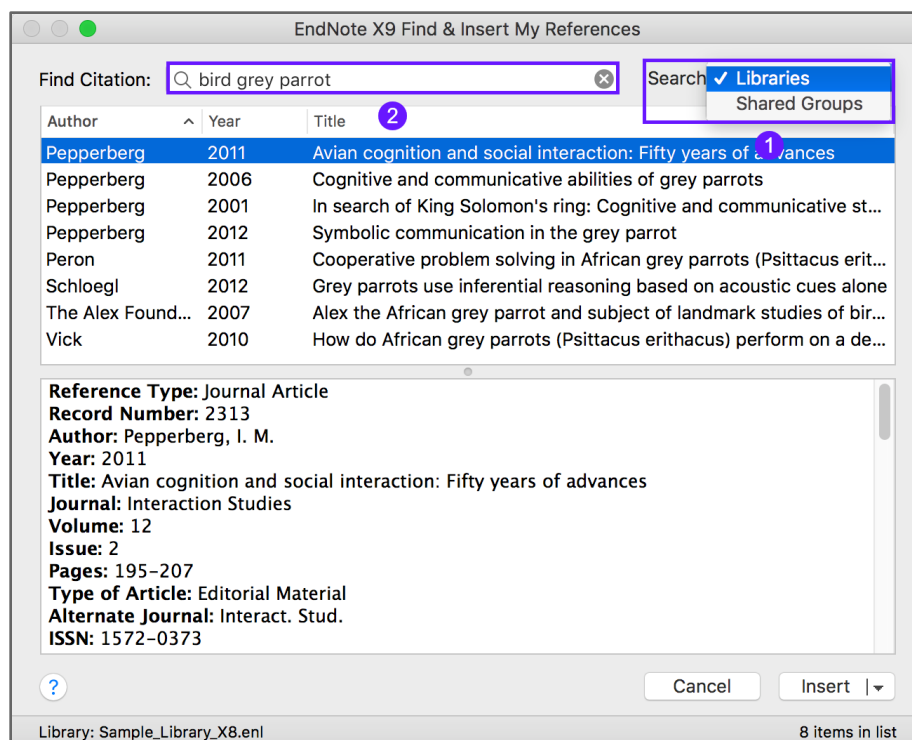 EndNote X9 Find & Insert My References
Find Citation: bird grey parrot Search ✓ Libraries
Shared Groups
Author Year Title 2
1
Pepperberg 2011 Avian cognition and social interaction: Fifty years of advances
Pepperberg 2006 Cognitive and communicative abilities of grey parrots
Pepperberg 2001 In search of King Solomon's ring: Cognitive and communicative st...
Pepperberg 2012 Symbolic communication in the grey parrot
Peron 2011 Cooperative problem solving in African grey parrots (Psittacus erit...
Schloegl 2012 Grey parrots use inferential reasoning based on acoustic cues alone
The Alex Found... 2007 Alex the African grey parrot and subject of landmark studies of bir...
Vick 2010 How do African grey parrots (Psittacus erithacus) perform on a de...
Reference Type: Journal Article
Record Number: 2313
Author: Pepperberg, I. M.
Year: 2011
Title: Avian cognition and social interaction: Fifty years of advances
Journal: Interaction Studies
Volume: 12
Issue: 2
Pages: 195-207
Type of Article: Editorial Material
Alternate Journal: Interact. Stud.
ISSN: 1572-0373
? Cancel Insert
Library: Sample_Library_X8.enl 8 items in list